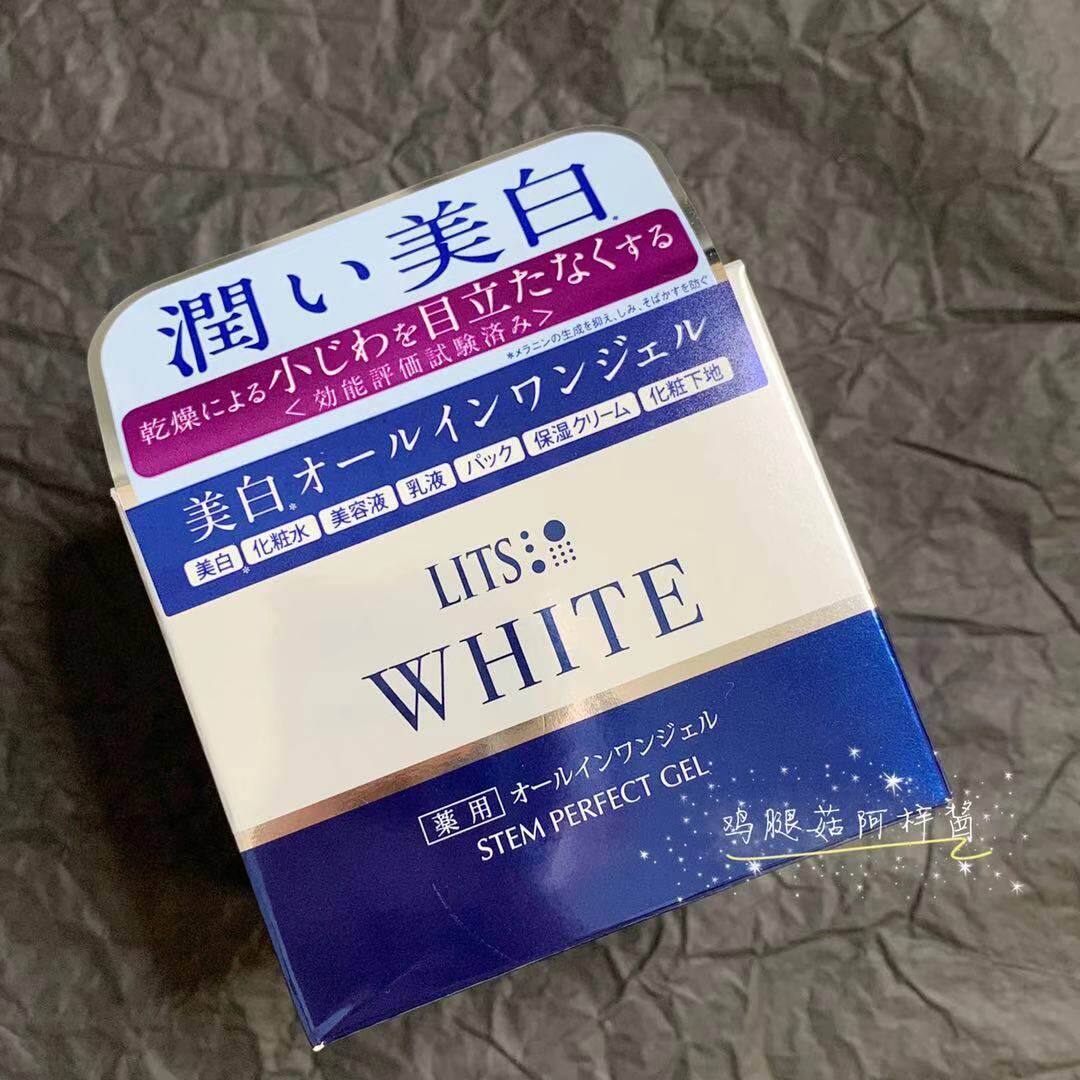 潤い美白*
乾燥による小じわを目立たなくする
<効能評価試験済み>
*メラニンの生成を抑え、しみ、そばかすを防ぐ
美白*オールインワンジェル
美白* 化粧水 美容液 乳液 パック 保湿クリーム 化粧下地
LITS
WHITE
薬用 オールインワンジェル
STEM PERFECT GEL
鸡腿菇阿梓酱